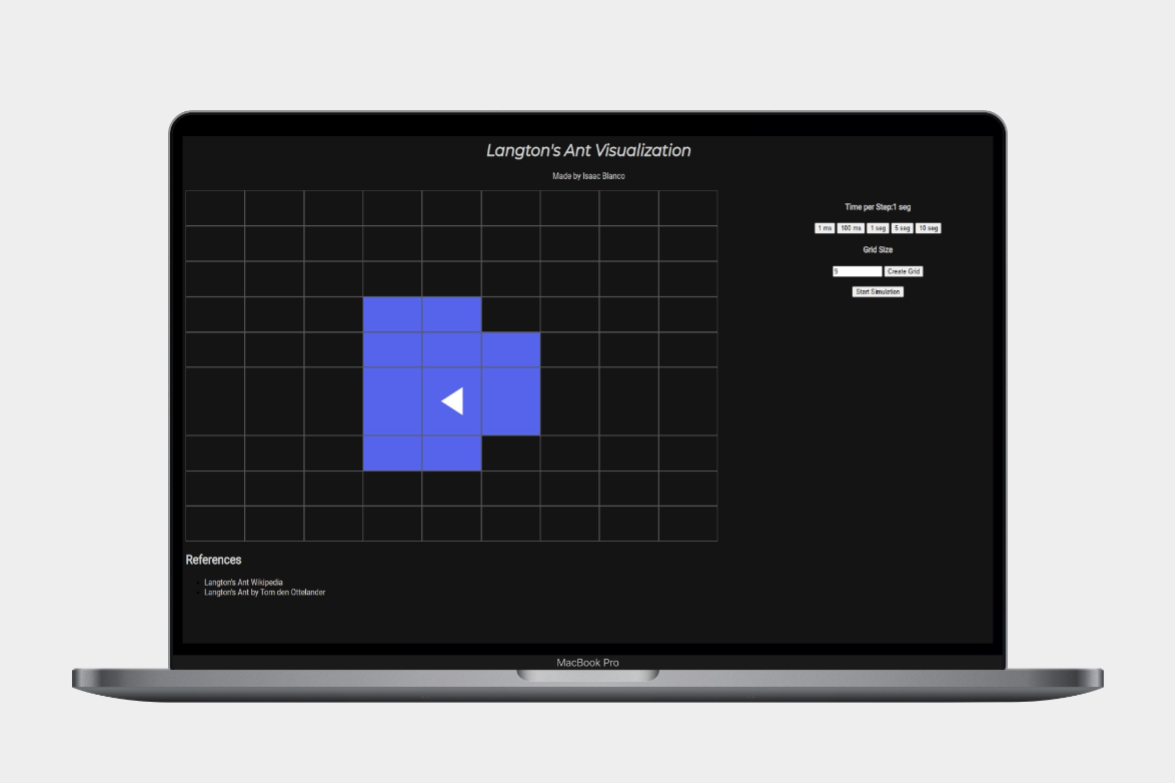 Langton's Ant Visualization
Made by Isaac Blanco
Time per Step:1 seg
1 ms 100 ms 1 seg 5 seg 10 seg
Grid Size
9 Create Grid
Start Simulation
References
Langton's Ant Wikipedia
Langton's Ant by Tom den Ottelander
MacBook Pro